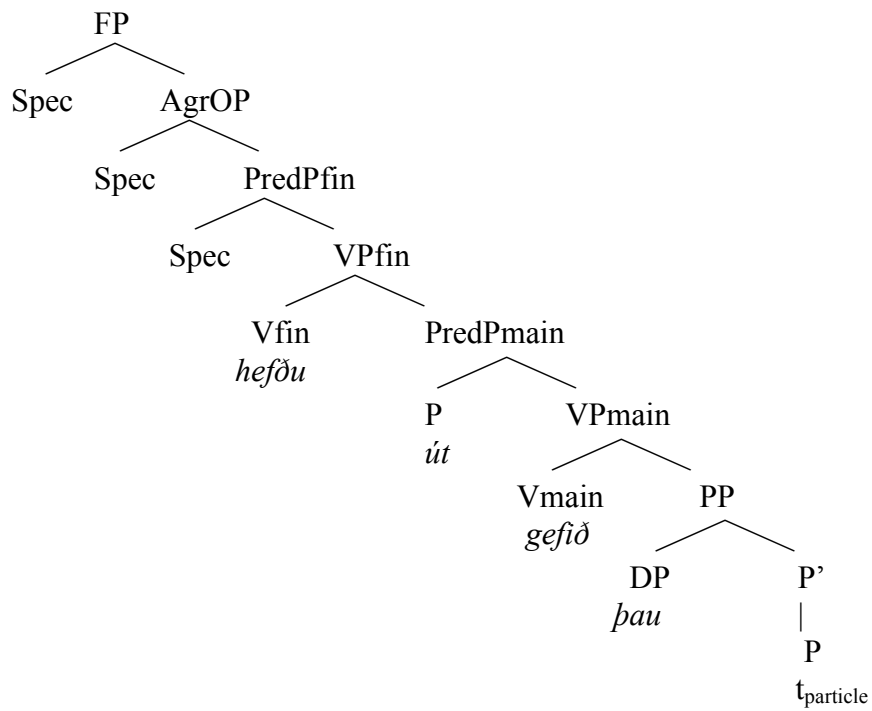 FP
Spec AgrOP
Spec PredPfin
Spec VPfin
Vfin PredPmain
hefðu
P VPmain
út
Vmain PP
gefið
DP P’
þau
P
tparticle